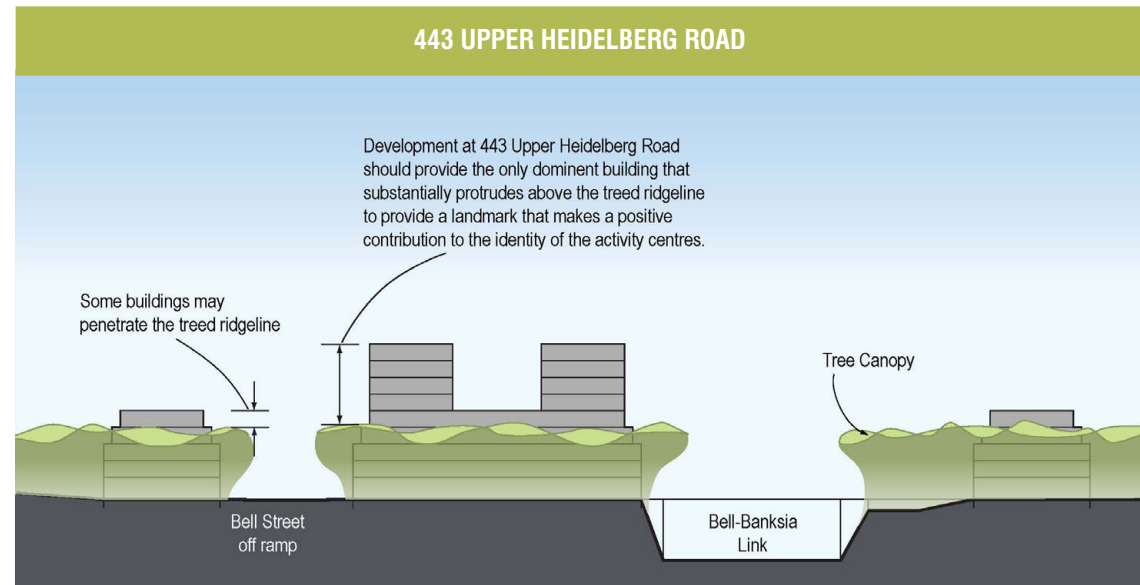 443 UPPER HEIDELBERG ROAD
Development at 443 Upper Heidelberg Road
should provide the only dominent building that
substantially protrudes above the treed ridgeline
to provide a landmark that makes a positive
contribution to the identity of the activity centres.
Some buildings may
penetrate the treed ridgeline
Tree Canopy
Bell Street
off ramp
Bell-Banksia
Link